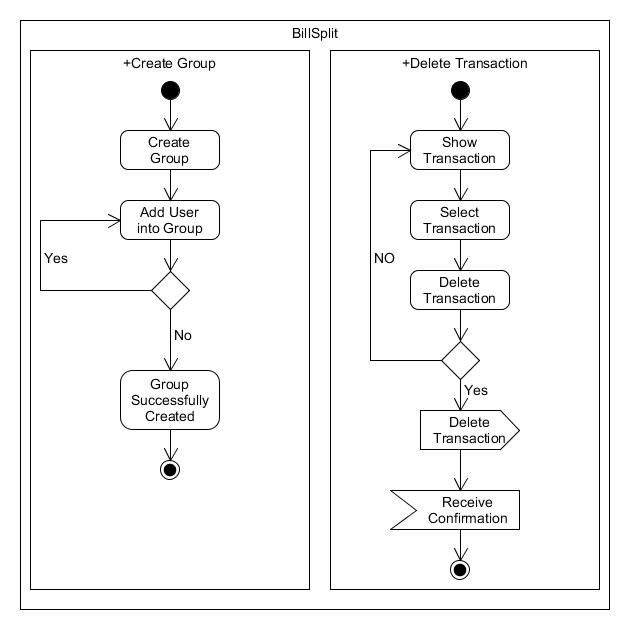 BillSplit
+Create Group
Create
Group
Add User
into Group
Yes
No
Group
Successfully
Created
+Delete Transaction
Show
Transaction
Select
Transaction
NO
Delete
Transaction
Yes
Delete
Transaction
Receive
Confirmation